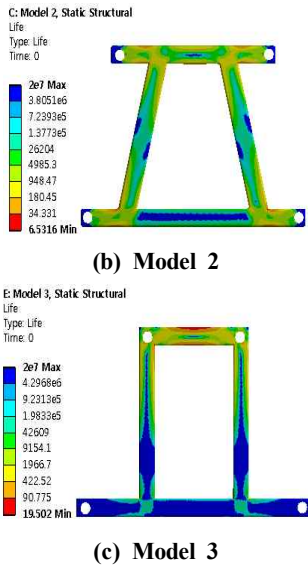 C: Model 2, Static Structural
Life
Type: Life
Time: 0
2e7 Max
3.8051e6
7.2393e5
1.3773e5
26204
4985.3
948.47
180.45
34.331
6.5316 Min
(b) Model 2
E: Model 3, Static Structural
Life
Type: Life
Time: 0
2e7 Max
4.2968e6
9.2313e5
1.9833e5
42609
9154.1
1966.7
422.52
90.775
19.502 Min
(c) Model 3